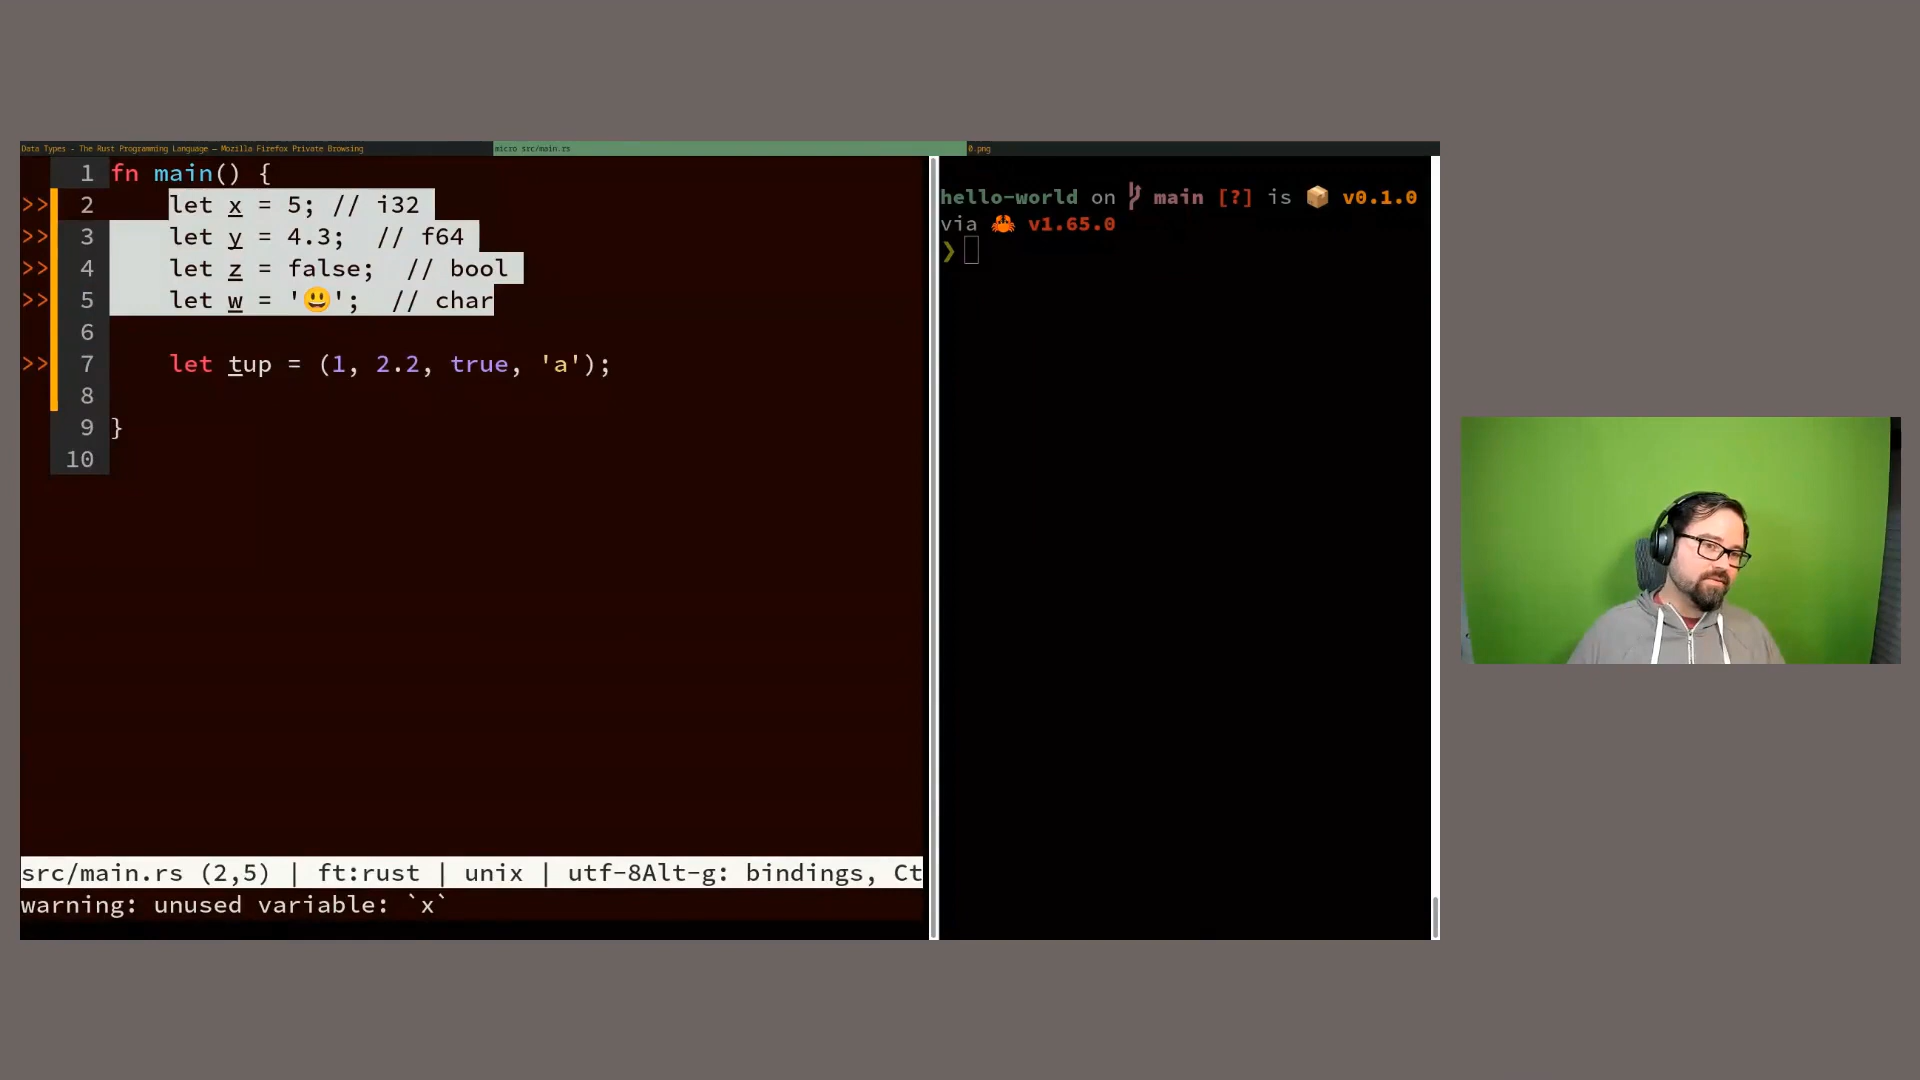 Data Types - The Rust Programming Language — Mozilla Firefox Private Browsing
micro src/main.rs
0.png
1 fn main() {
>> 2 let x = 5; // i32
>> 3 let y = 4.3;  // f64
>> 4 let z = false;  // bool
>> 5 let w = '😃';  // char
6
>> 7 let tup = (1, 2.2, true, 'a');
8
9 }
10
src/main.rs (2,5) | ft:rust | unix | utf-8Alt-g: bindings, Ct
warning: unused variable: `x`
hello-world on main [?] is 📦 v0.1.0
via 🦀 v1.65.0
❯